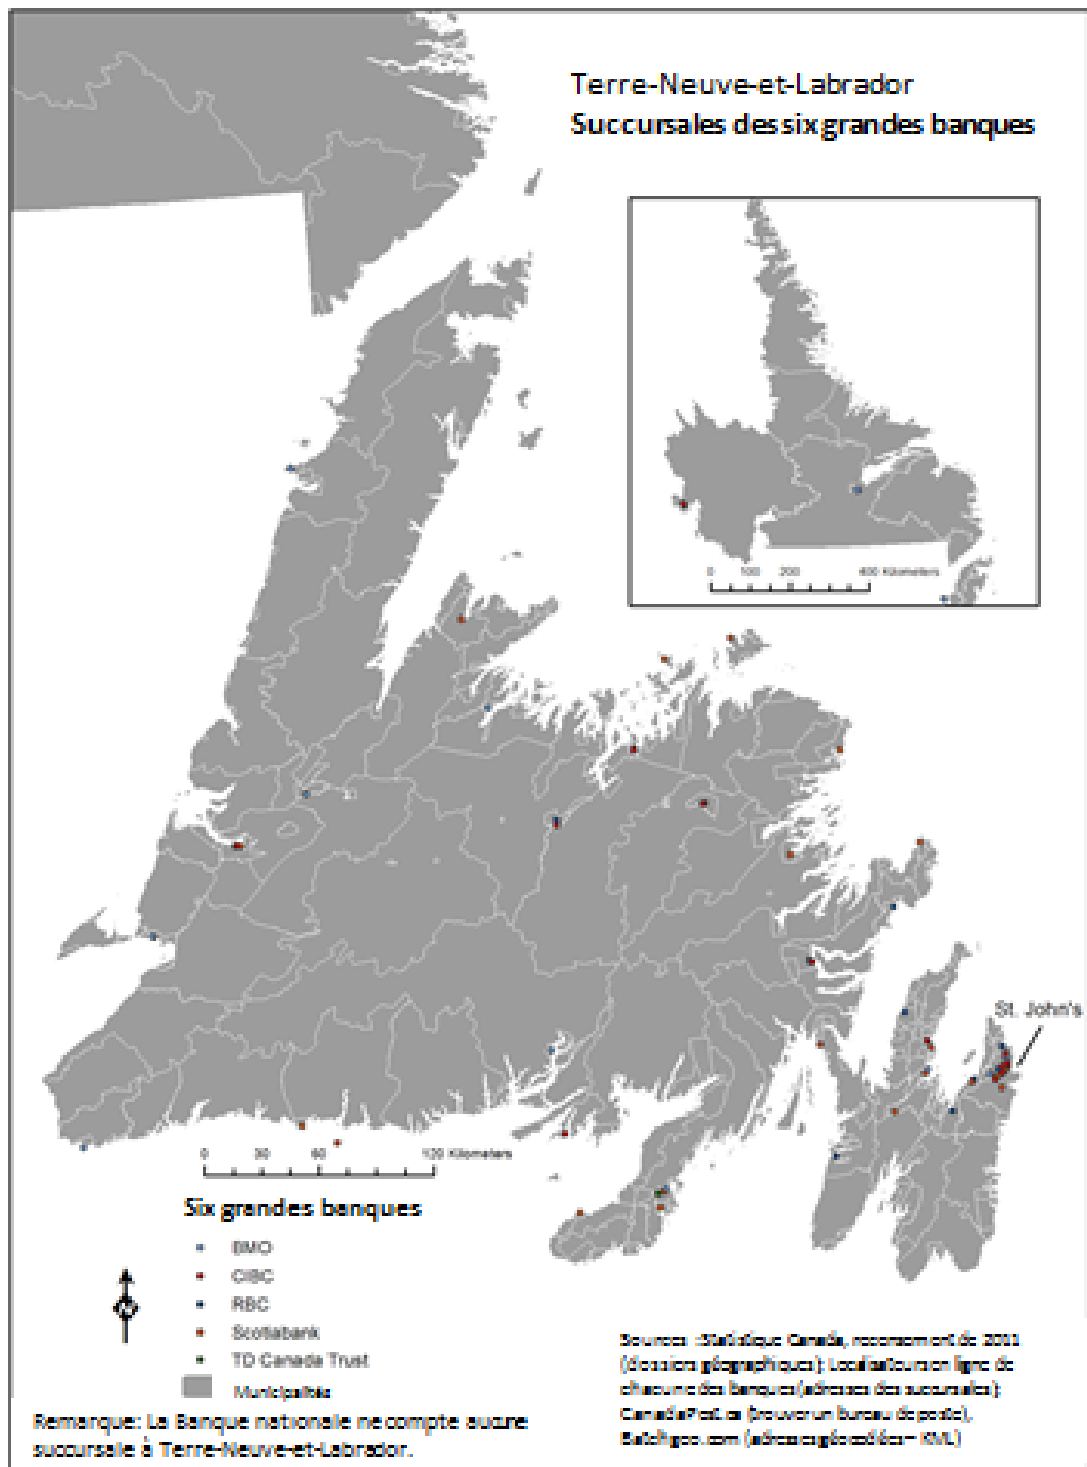 Terre-Neuve-et-Labrador
Succursales des six grandes banques
0 100 200 400 Kilometers
St. John's
0 30 60 120 Kilometers
Six grandes banques
BMO
CIBC
RBC
Scotiabank
TD Canada Trust
Municipalités
Remarque: La Banque nationale ne compte aucune
succursale à Terre-Neuve-et-Labrador.
Sources : Statistique Canada, recensement de 2011
(dossiers géographiques); Localisateurs en ligne de
chacune des banques (adresses des succursales);
CanadaPost.ca (trouver un bureau de poste),
Batchgeo.com (adresses géocodées – KML)